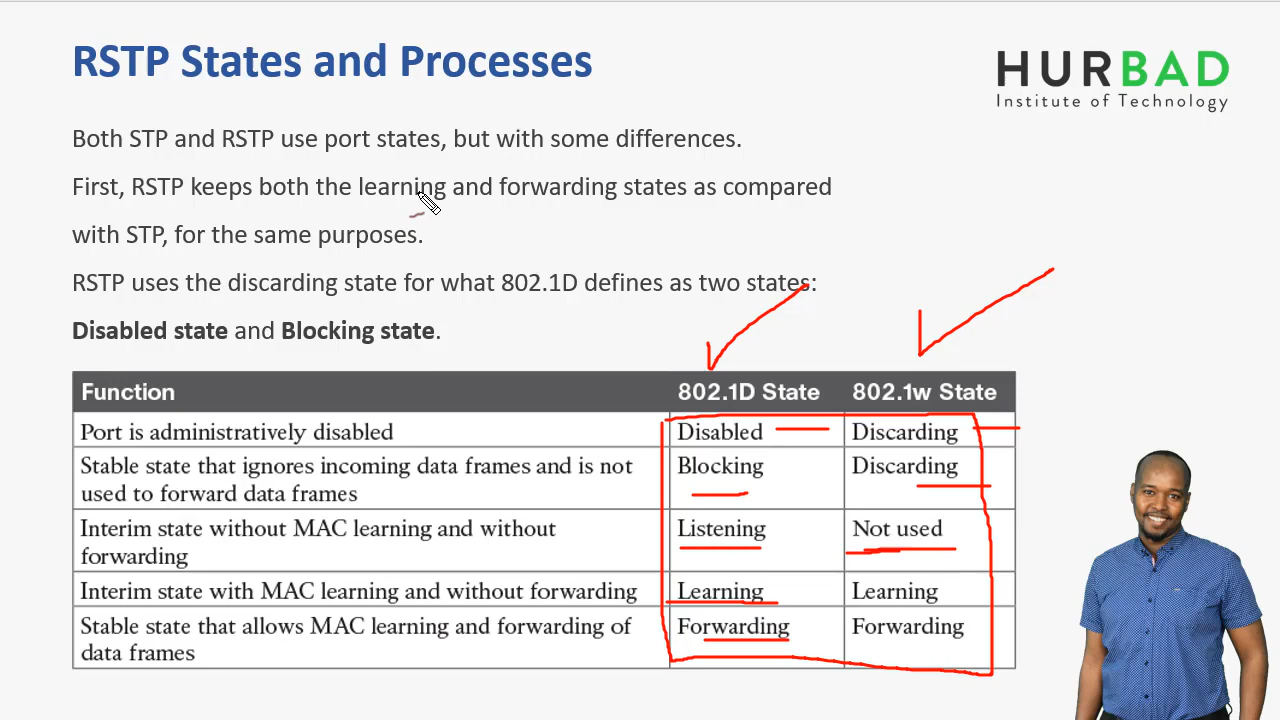 RSTP States and Processes
HURBAD
Institute of Technology
Both STP and RSTP use port states, but with some differences.
First, RSTP keeps both the learning and forwarding states as compared
with STP, for the same purposes.
RSTP uses the discarding state for what 802.1D defines as two states:
Disabled state and Blocking state.
Function 802.1D State 802.1w State
Port is administratively disabled Disabled Discarding
Stable state that ignores incoming data frames and is not Blocking Discarding
used to forward data frames
Interim state without MAC learning and without Listening Not used
forwarding
Interim state with MAC learning and without forwarding Learning Learning
Stable state that allows MAC learning and forwarding of Forwarding Forwarding
data frames